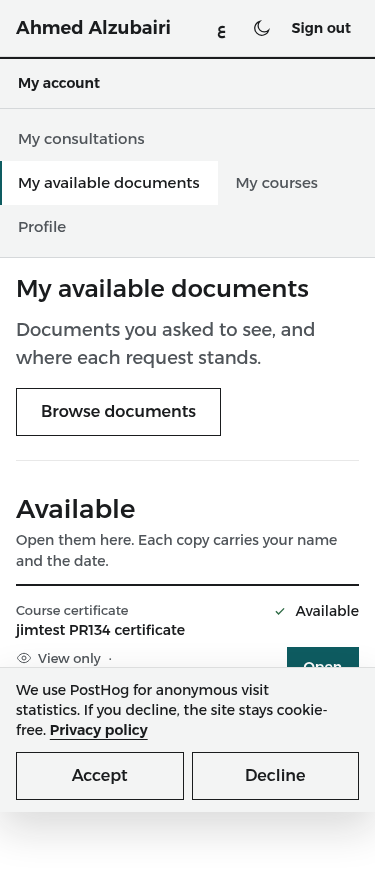 Ahmed Alzubairi
ع
Sign out
My account
My consultations
My available documents
My courses
Profile
My available documents
Documents you asked to see, and
where each request stands.
Browse documents
Available
Open them here. Each copy carries your name
and the date.
Course certificate
Available
jimtest PR134 certificate
View only ·
Open
We use PostHog for anonymous visit
statistics. If you decline, the site stays cookie-
free. Privacy policy
Accept
Decline